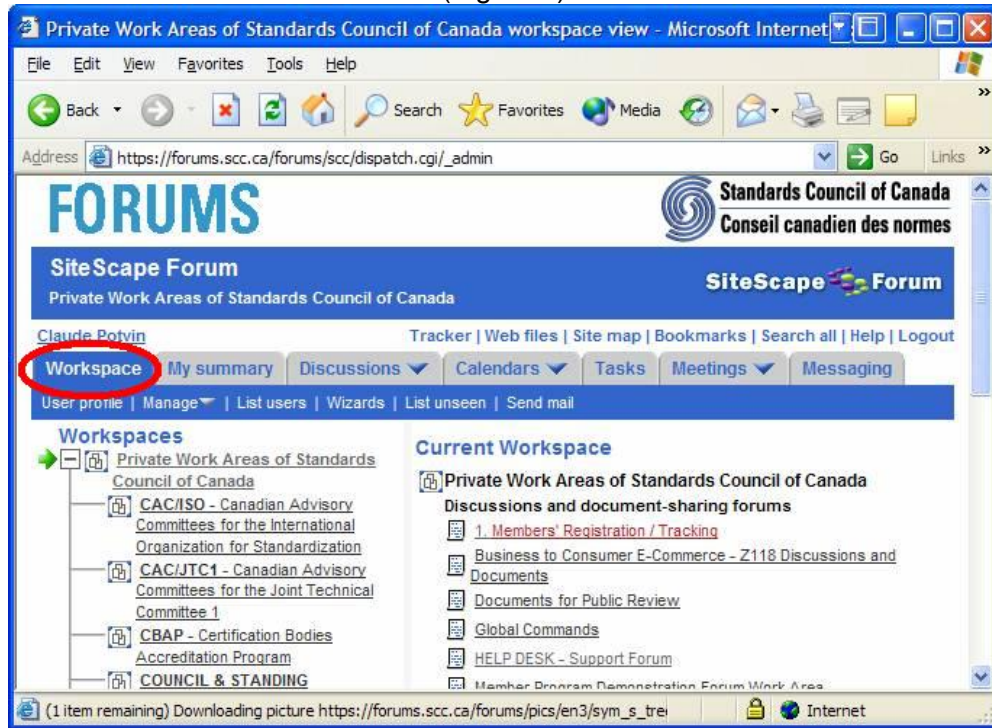 Private Work Areas of Standards Council of Canada workspace view - Microsoft Internet
File Edit View Favorites Tools Help
Back Search Favorites Media
Address https://forums.scc.ca/forums/scc/dispatch.cgi/_admin Go Links
FORUMS
Standards Council of Canada
Conseil canadien des normes
SiteScape Forum
Private Work Areas of Standards Council of Canada
SiteScape Forum
Claude Potvin
Tracker | Web files | Site map | Bookmarks | Search all | Help | Logout
Workspace My summary Discussions Calendars Tasks Meetings Messaging
User profile | Manage | List users | Wizards | List unseen | Send mail
Workspaces
Private Work Areas of Standards
Council of Canada
CAC/ISO - Canadian Advisory
Committees for the International
Organization for Standardization
CAC/JTC1 - Canadian Advisory
Committees for the Joint Technical
Committee 1
CBAP - Certification Bodies
Accreditation Program
COUNCIL & STANDING
Current Workspace
Private Work Areas of Standards Council of Canada
Discussions and document-sharing forums
1. Members' Registration / Tracking
Business to Consumer E-Commerce - Z118 Discussions and
Documents
Documents for Public Review
Global Commands
HELP DESK - Support Forum
Member Program Demonstration Forum Work Area
(1 item remaining) Downloading picture https://forums.scc.ca/forums/pics/en3/sym_s_tre Internet